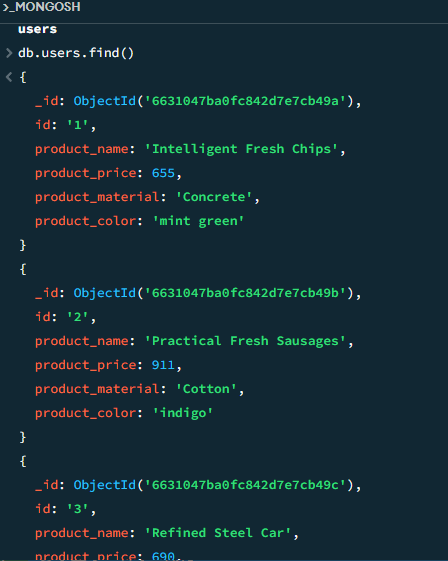 >_MONGOSH
users
> db.users.find()
< {
_id: ObjectId('6631047ba0fc842d7e7cb49a'),
id: '1',
product_name: 'Intelligent Fresh Chips',
product_price: 655,
product_material: 'Concrete',
product_color: 'mint green'
}
{
_id: ObjectId('6631047ba0fc842d7e7cb49b'),
id: '2',
product_name: 'Practical Fresh Sausages',
product_price: 911,
product_material: 'Cotton',
product_color: 'indigo'
}
{
_id: ObjectId('6631047ba0fc842d7e7cb49c'),
id: '3',
product_name: 'Refined Steel Car',
product_price: 690,